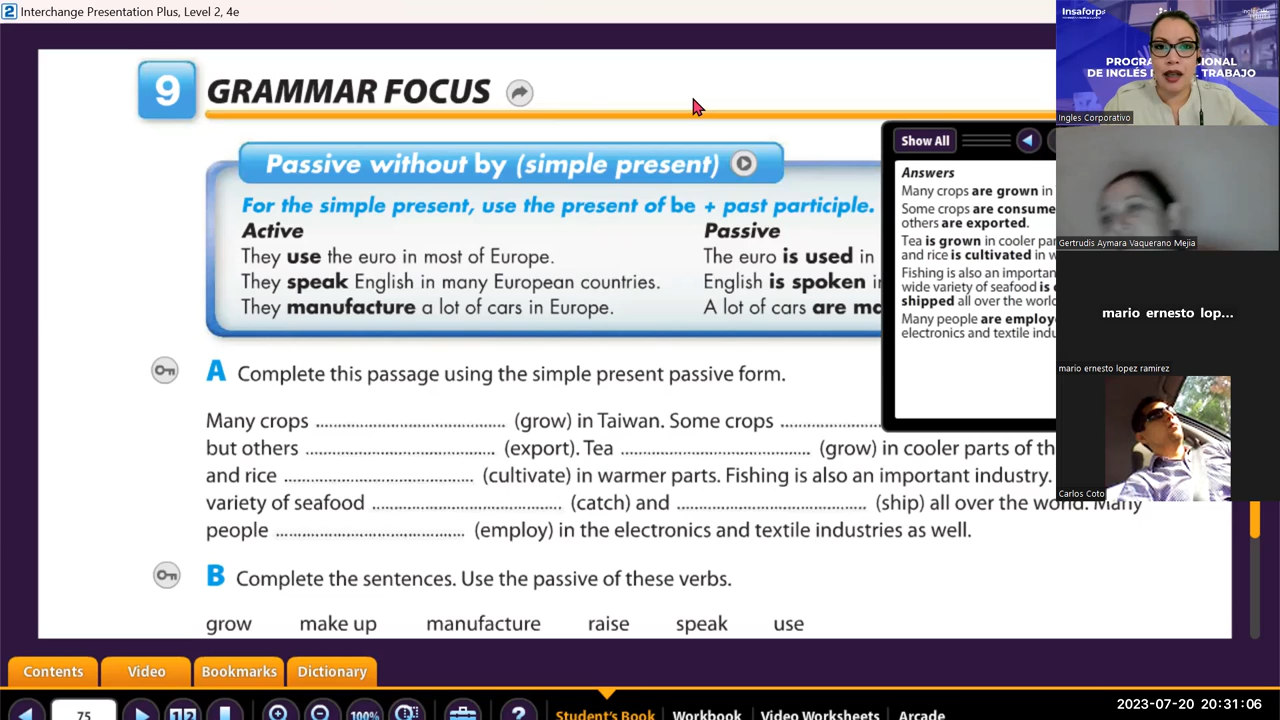 Interchange Presentation Plus, Level 2, 4e
9 GRAMMAR FOCUS
Passive without by (simple present)
For the simple present, use the present of be + past participle.
Active Passive
They use the euro in most of Europe. The euro is used in
They speak English in many European countries. English is spoken
They manufacture a lot of cars in Europe. A lot of cars are
Show All
Answers
Many crops are grown in
Some crops are
others are exported.
Tea is grown in cooler
and rice is cultivated in
Fishing is also an
wide variety of seafood is
shipped all over the
Many people are
electronics and textile
A Complete this passage using the simple present passive form.
Many crops .......................................... (grow) in Taiwan. Some crops ......................
but others .......................................... (export). Tea .......................................... (grow) in cooler parts of
and rice .......................................... (cultivate) in warmer parts. Fishing is also an important industry.
variety of seafood .......................................... (catch) and .......................................... (ship) all over the world. Many
people .......................................... (employ) in the electronics and textile industries as well.
B Complete the sentences. Use the passive of these verbs.
grow make up manufacture raise speak use
Contents Video Bookmarks Dictionary
75 100% ? Student's Book Workbook Video Worksheets Arcade
Insaforp
DE INGLÉS TRABAJO
Ingles Corporativo
Gertrudis Aymara Vaquerano Mejia
mario ernesto lop...
mario ernesto lopez ramirez
Carlos Coto
2023-07-20 20:31:06